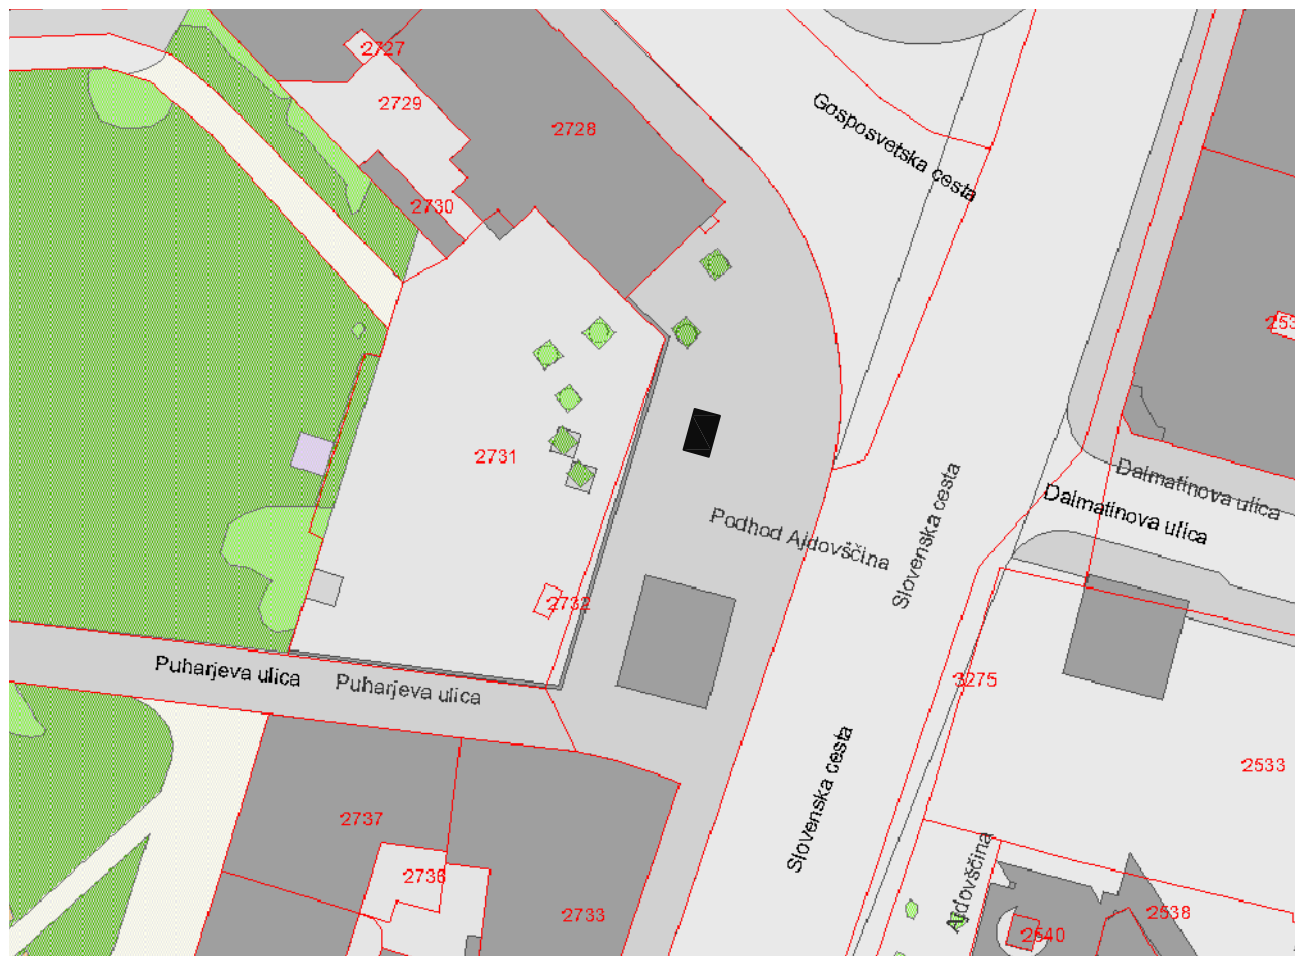 2727
2729
2728
Gosposvetska cesta
2730
2731
Dalmatinova ulica
Dalmatinova ulica
Podhod Ajdovščina
Slovenska cesta
2732
Puharjeva ulica
Puharjeva ulica
3275
2533
Slovenska cesta
2737
2736
2733
Ajdovščina
2538
2540